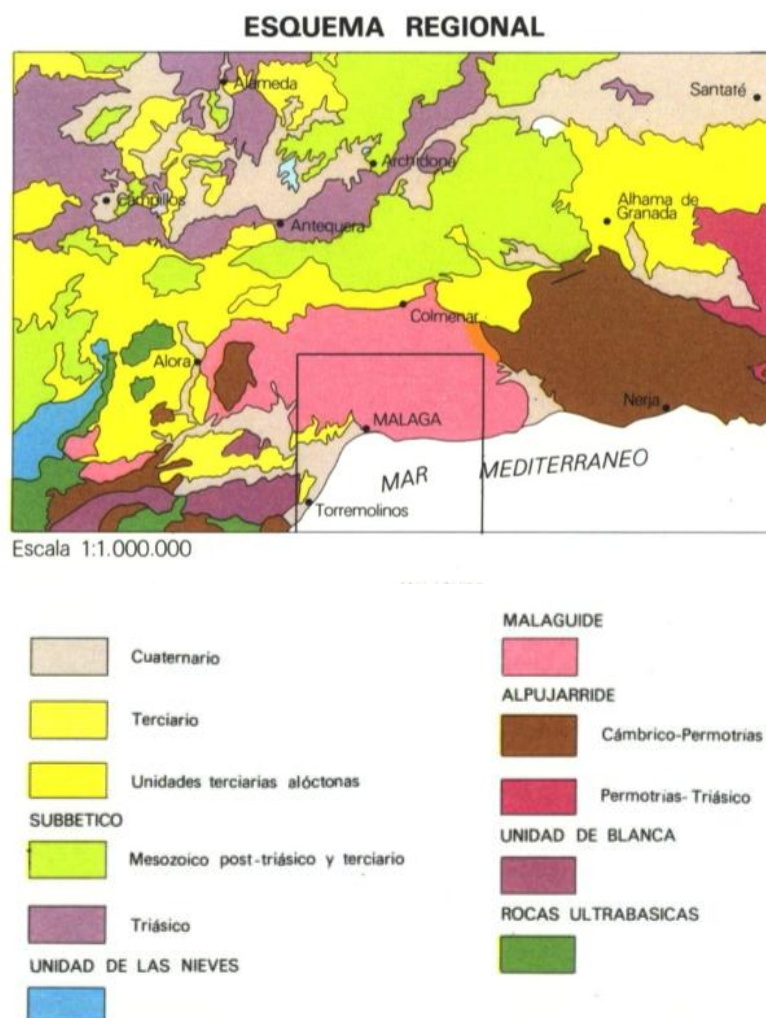 ESQUEMA REGIONAL
Alameda
Santaté
Archidona
Campillos
Alhama de
Granada
Antequera
Colmenar
Alora
Nerja
MALAGA
MAR MEDITERRANEO
Torremolinos
Escala 1:1.000.000
Cuaternario
Terciario
Unidades terciarias alóctonas
SUBBETICO
Mesozoico post-triásico y terciario
Triásico
UNIDAD DE LAS NIEVES
MALAGUIDE
ALPUJARRIDE
Cámbrico-Permotrias
Permotrias-Triásico
UNIDAD DE BLANCA
ROCAS ULTRABASICAS